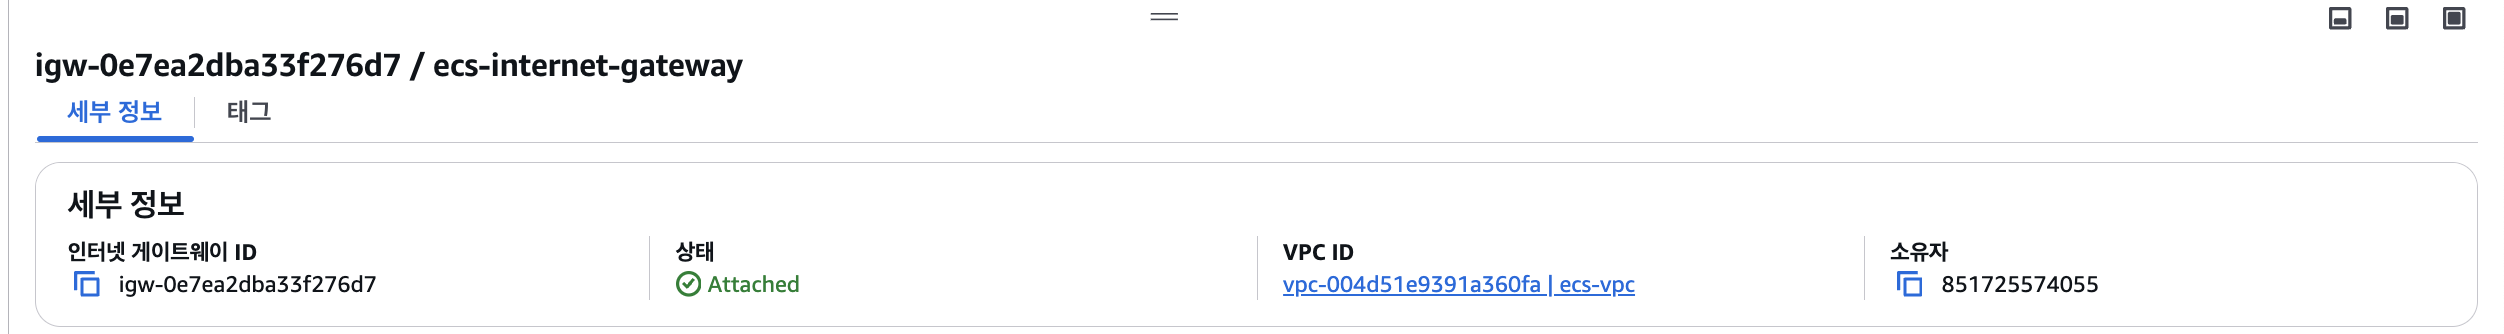 igw-0e7ea2dba33f276d7 / ecs-internet-gateway
세부 정보 태그
세부 정보
인터넷 게이트웨이 ID
igw-0e7ea2dba33f276d7
상태
Attached
VPC ID
vpc-004d51e9391a360fa | ecs-vpc
소유자
851725574055